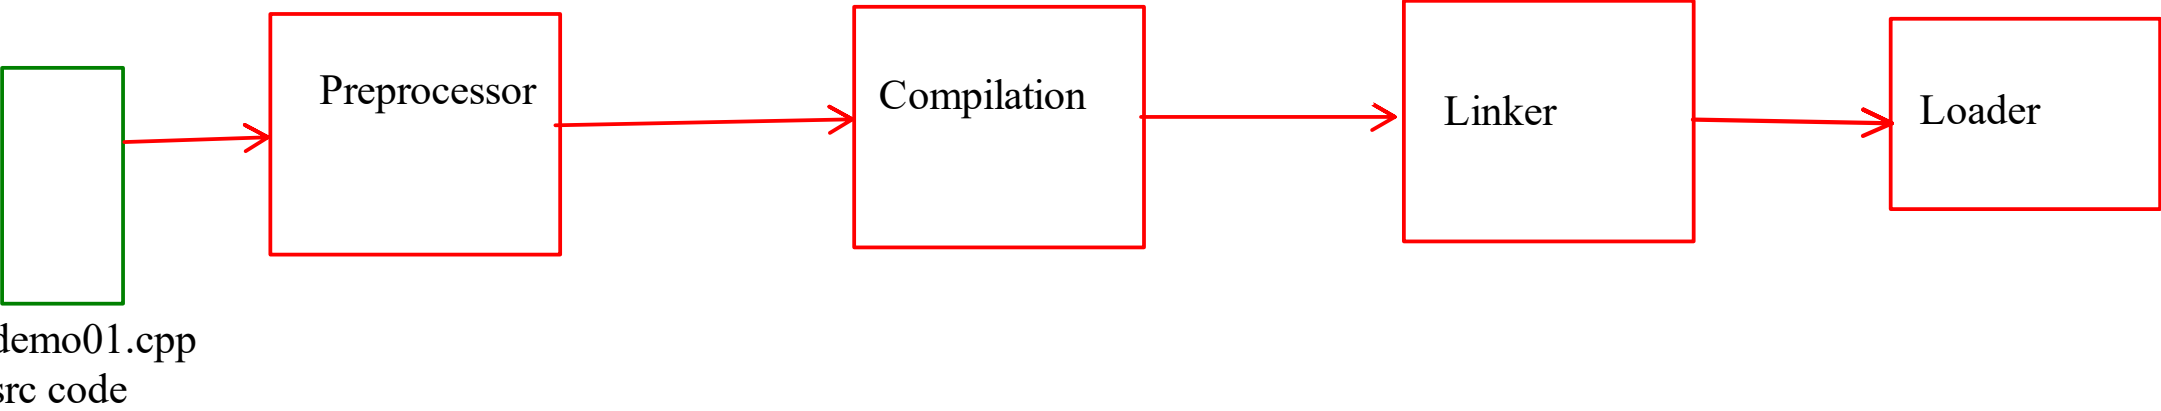 Preprocessor
Compilation
Linker
Loader
demo01.cpp
src code